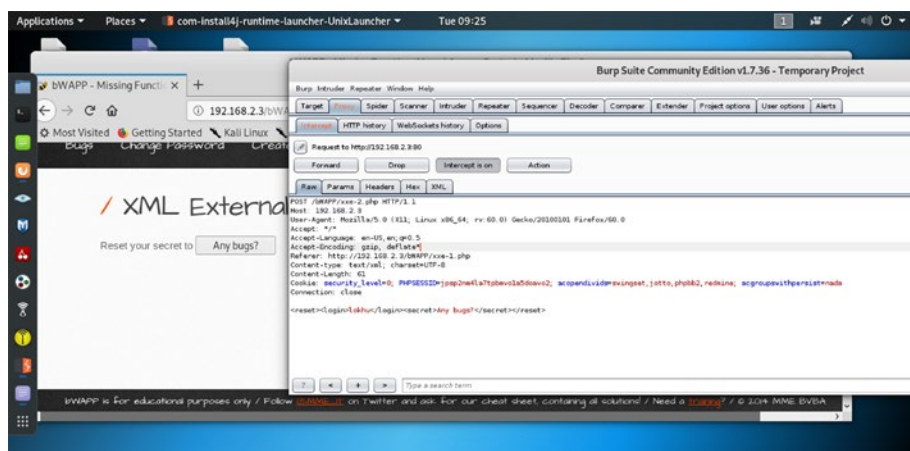 Applications Places com-install4j-runtime-launcher-UnixLauncher Tue 09:25 1
Burp Suite Community Edition v1.7.36 - Temporary Project
bWAPP - Missing Functi × +
Burp Intruder Repeater Window Help
Target Proxy Spider Scanner Intruder Repeater Sequencer Decoder Comparer Extender Project options User options Alerts
192.168.2.3/bWA
Intercept HTTP history WebSockets history Options
Most Visited Getting Started Kali Linux
Bugs Change Password Creat
Request to http://192.168.2.3:80
Forward Drop Intercept is on Action
Raw Params Headers Hex XML
/ XML Externa
Reset your secret to Any bugs?
POST /bWAPP/xxe-2.php HTTP/1.1
Host: 192.168.2.3
User-Agent: Mozilla/5.0 (X11; Linux x86_64; rv:60.0) Gecko/20100101 Firefox/60.0
Accept: */*
Accept-Language: en-US,en;q=0.5
Accept-Encoding: gzip, deflate
Referer: http://192.168.2.3/bWAPP/xxe-1.php
Content-type: text/xml; charset=UTF-8
Content-Length: 61
Cookie: security_level=0; acopendivids=swingset,jotto,phpbb2,redmine; acgroupswithpersist=nada
Connection: close
<reset><login>lokhu</login><secret>Any bugs?</secret></reset>
? < + > Type a search term
bWAPP is for educational purposes only / Follow on Twitter and ask for our cheat sheet, containing all solutions! / Need a training? / © 2014 MME BVBA